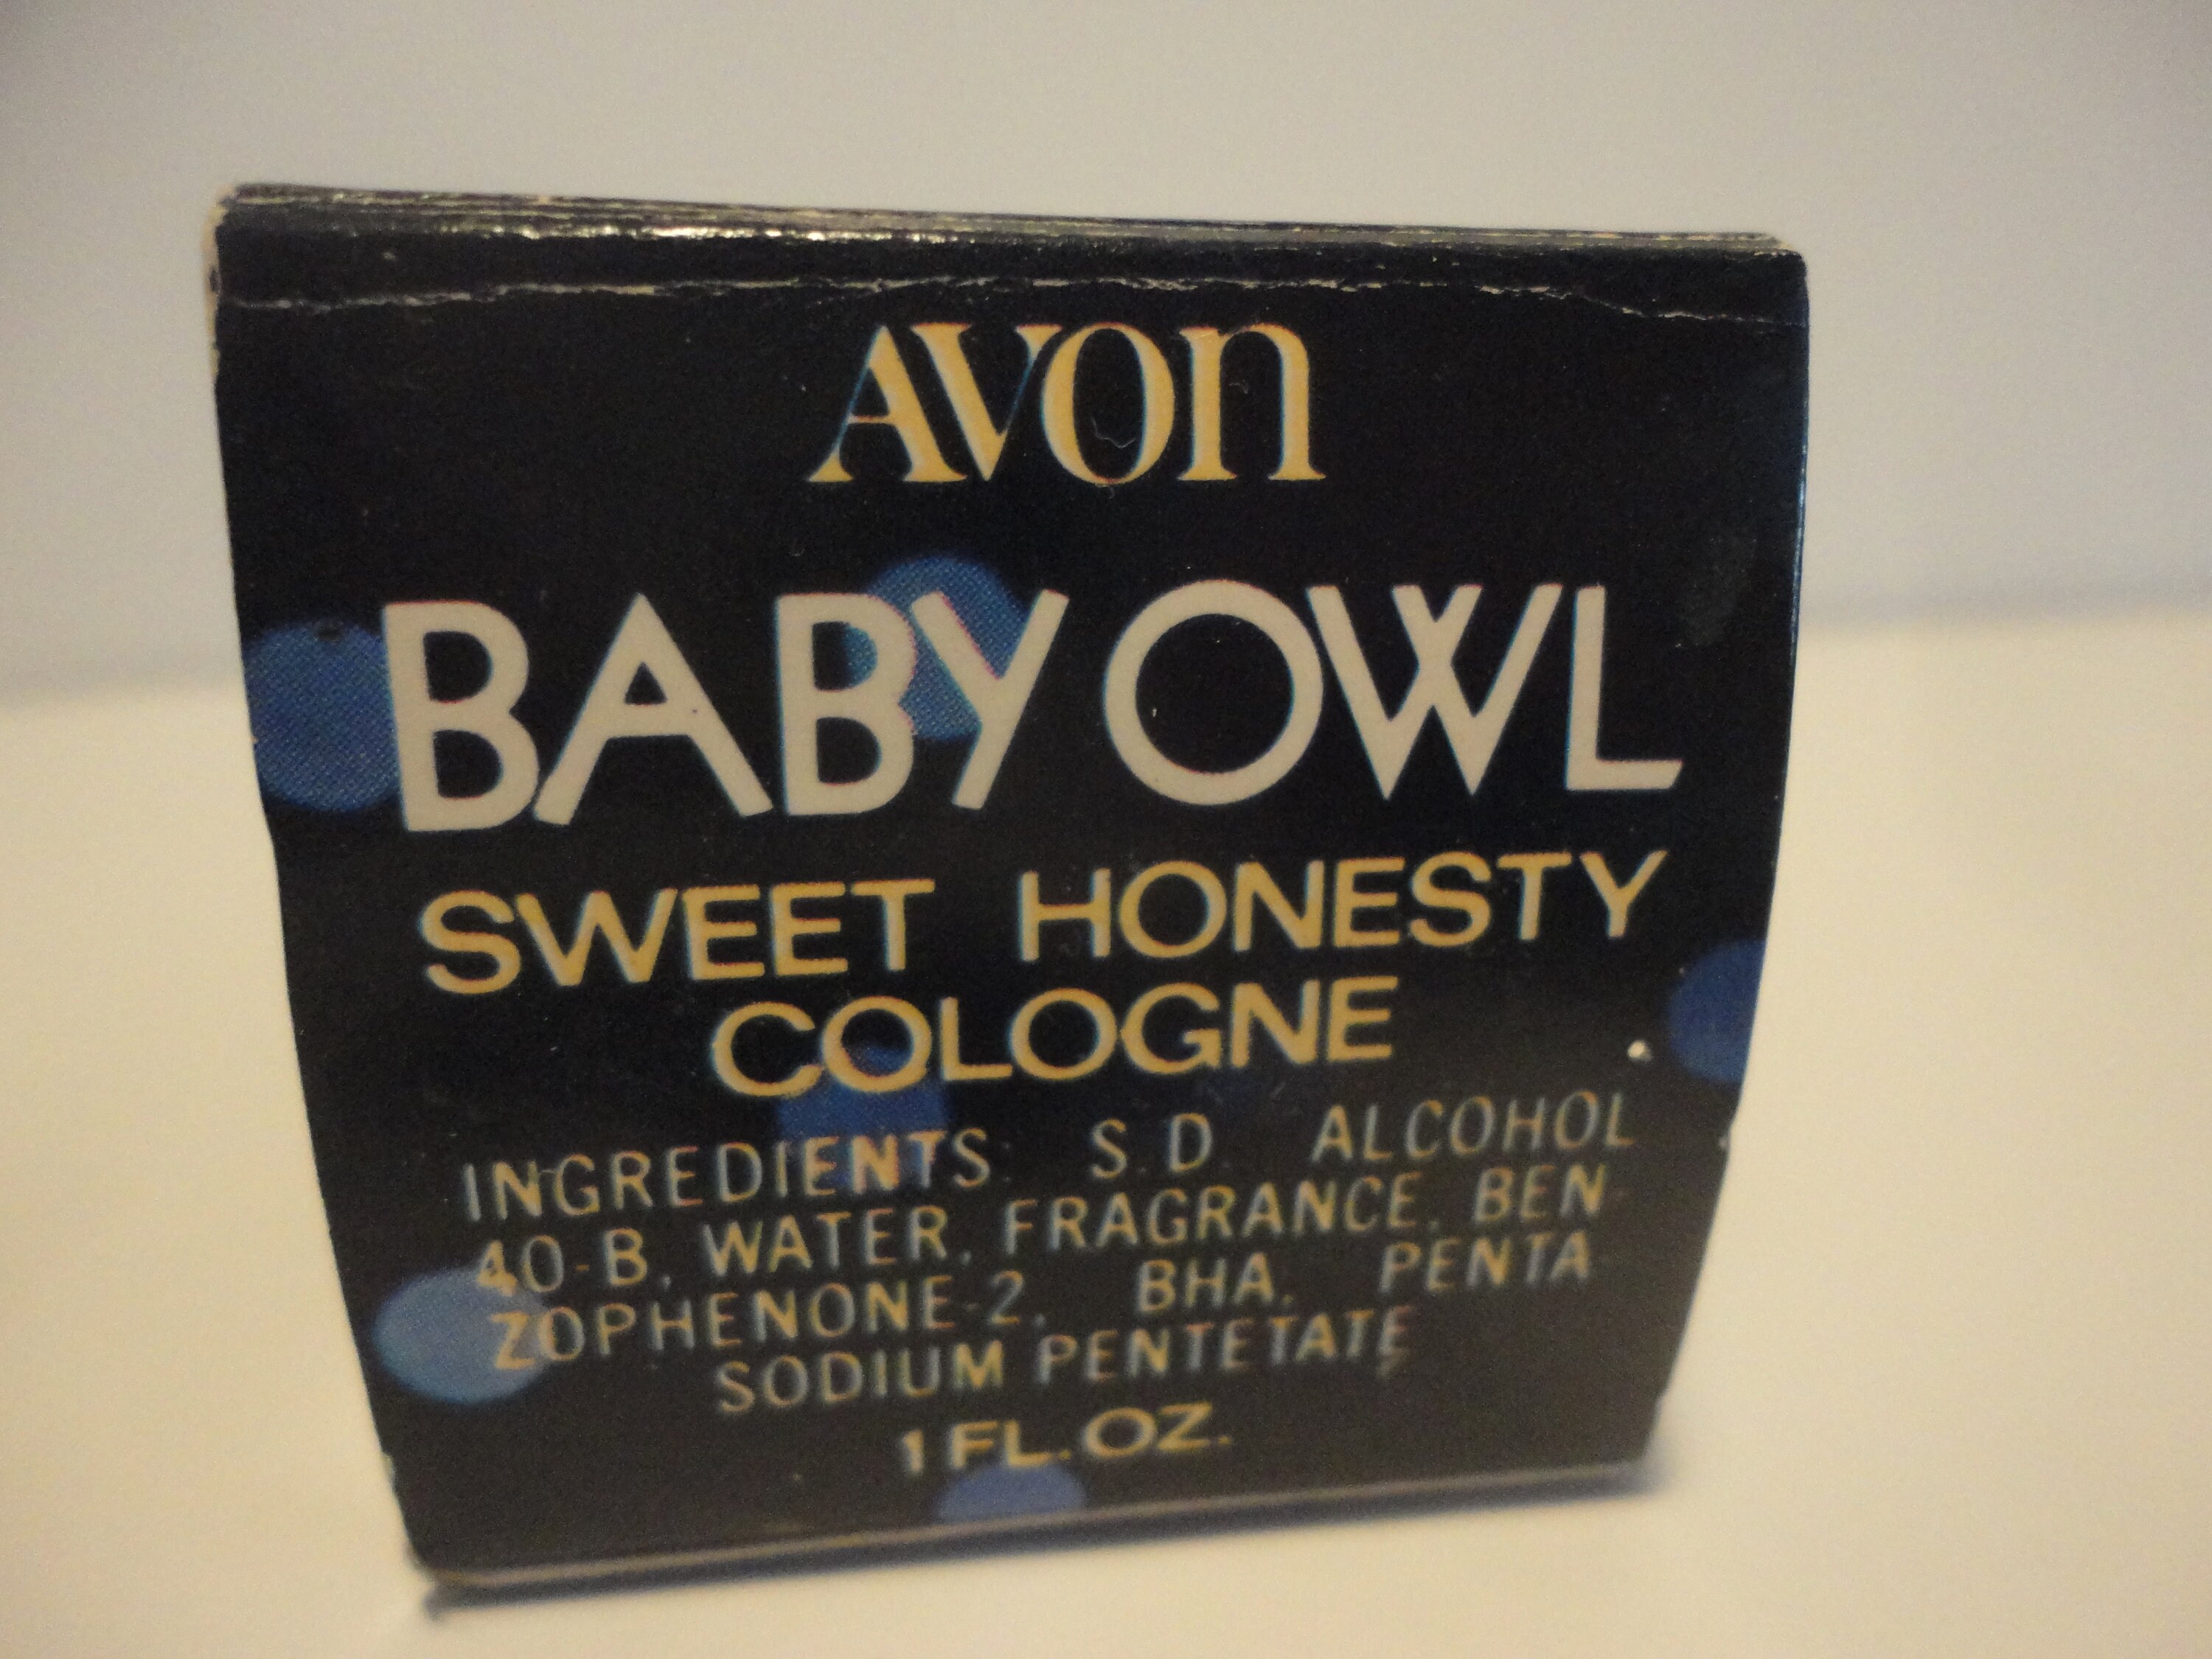 AVON
BABY OWL
SWEET HONESTY
COLOGNE
INGREDIENTS: S.D. ALCOHOL
40-B, WATER, FRAGRANCE, BEN-
ZOPHENONE-2, BHA, PENTA
SODIUM PENTETATE
1 FL. OZ.